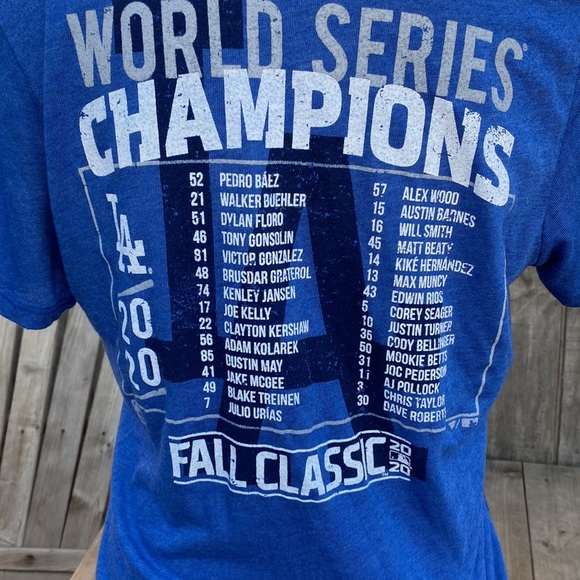 WORLD SERIES
CHAMPIONS
LA
20
20
52 PEDRO BÁEZ
21 WALKER BUEHLER
51 DYLAN FLORO
46 TONY GONSOLIN
81 VICTOR GONZALEZ
48 BRUSDAR GRATEROL
74 KENLEY JANSEN
17 JOE KELLY
22 CLAYTON KERSHAW
56 ADAM KOLAREK
85 DUSTIN MAY
41 JAKE MCGEE
49 BLAKE TREINEN
7 JULIO URÍAS
57 ALEX WOOD
15 AUSTIN BARNES
16 WILL SMITH
45 MATT BEATY
14 KIKÉ HERNÁNDEZ
13 MAX MUNCY
43 EDWIN RIOS
5 COREY SEAGER
10 JUSTIN TURNER
35 CODY BELLINGER
50 MOOKIE BETTS
31 JOC PEDERSON
11 AJ POLLOCK
3 CHRIS TAYLOR
30 DAVE ROBERTS
FALL CLASSIC 2020